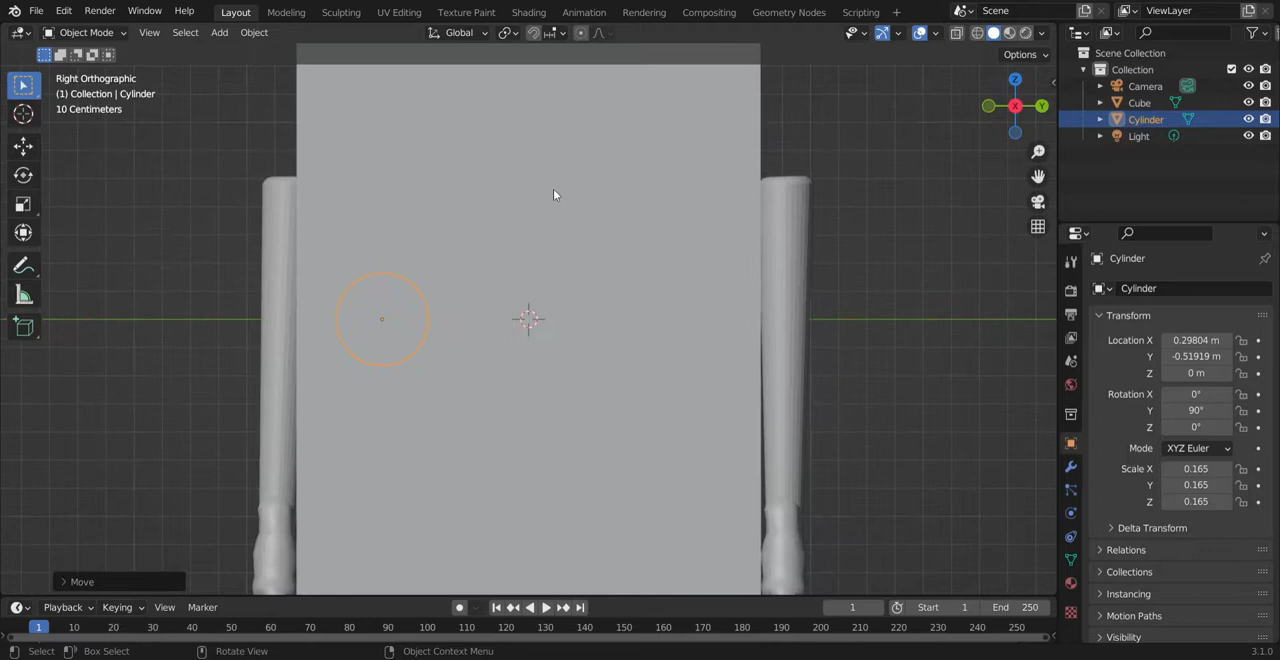 File Edit Render Window Help Layout Modeling Sculpting UV Editing Texture Paint Shading Animation Rendering Compositing Geometry Nodes Scripting + Scene ViewLayer
Object Mode View Select Add Object Global
Options
Right Orthographic
(1) Collection | Cylinder
10 Centimeters
Z
X
Y
Scene Collection
Collection
Camera
Cube
Cylinder
Light
Cylinder
Cylinder
Transform
Location X 0.29804 m
Y -0.51919 m
Z 0 m
Rotation X 0°
Y 90°
Z 0°
Mode XYZ Euler
Scale X 0.165
Y 0.165
Z 0.165
Delta Transform
Relations
Collections
Instancing
Motion Paths
Visibility
Move
Playback Keying View Marker 1 Start 1 End 250
1 10 20 30 40 50 60 70 80 90 100 110 120 130 140 150 160 170 180 190 200 210 220 230 240 250
Select Box Select Rotate View Object Context Menu 3.1.0